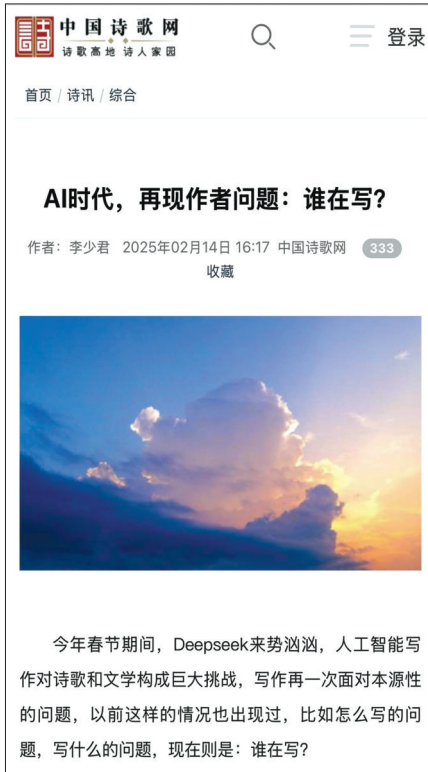 中国诗歌网
诗歌高地 诗人家园
登录
首页 / 诗讯 / 综合
AI时代，再现作者问题：谁在写？
作者：李少君 2025年02月14日 16:17 中国诗歌网 333
收藏
今年春节期间，Deepseek来势汹汹，人工智能写
作对诗歌和文学构成巨大挑战，写作再一次面对本源性
的问题，以前这样的情况也出现过，比如怎么写的问
题，写什么的问题，现在则是：谁在写？